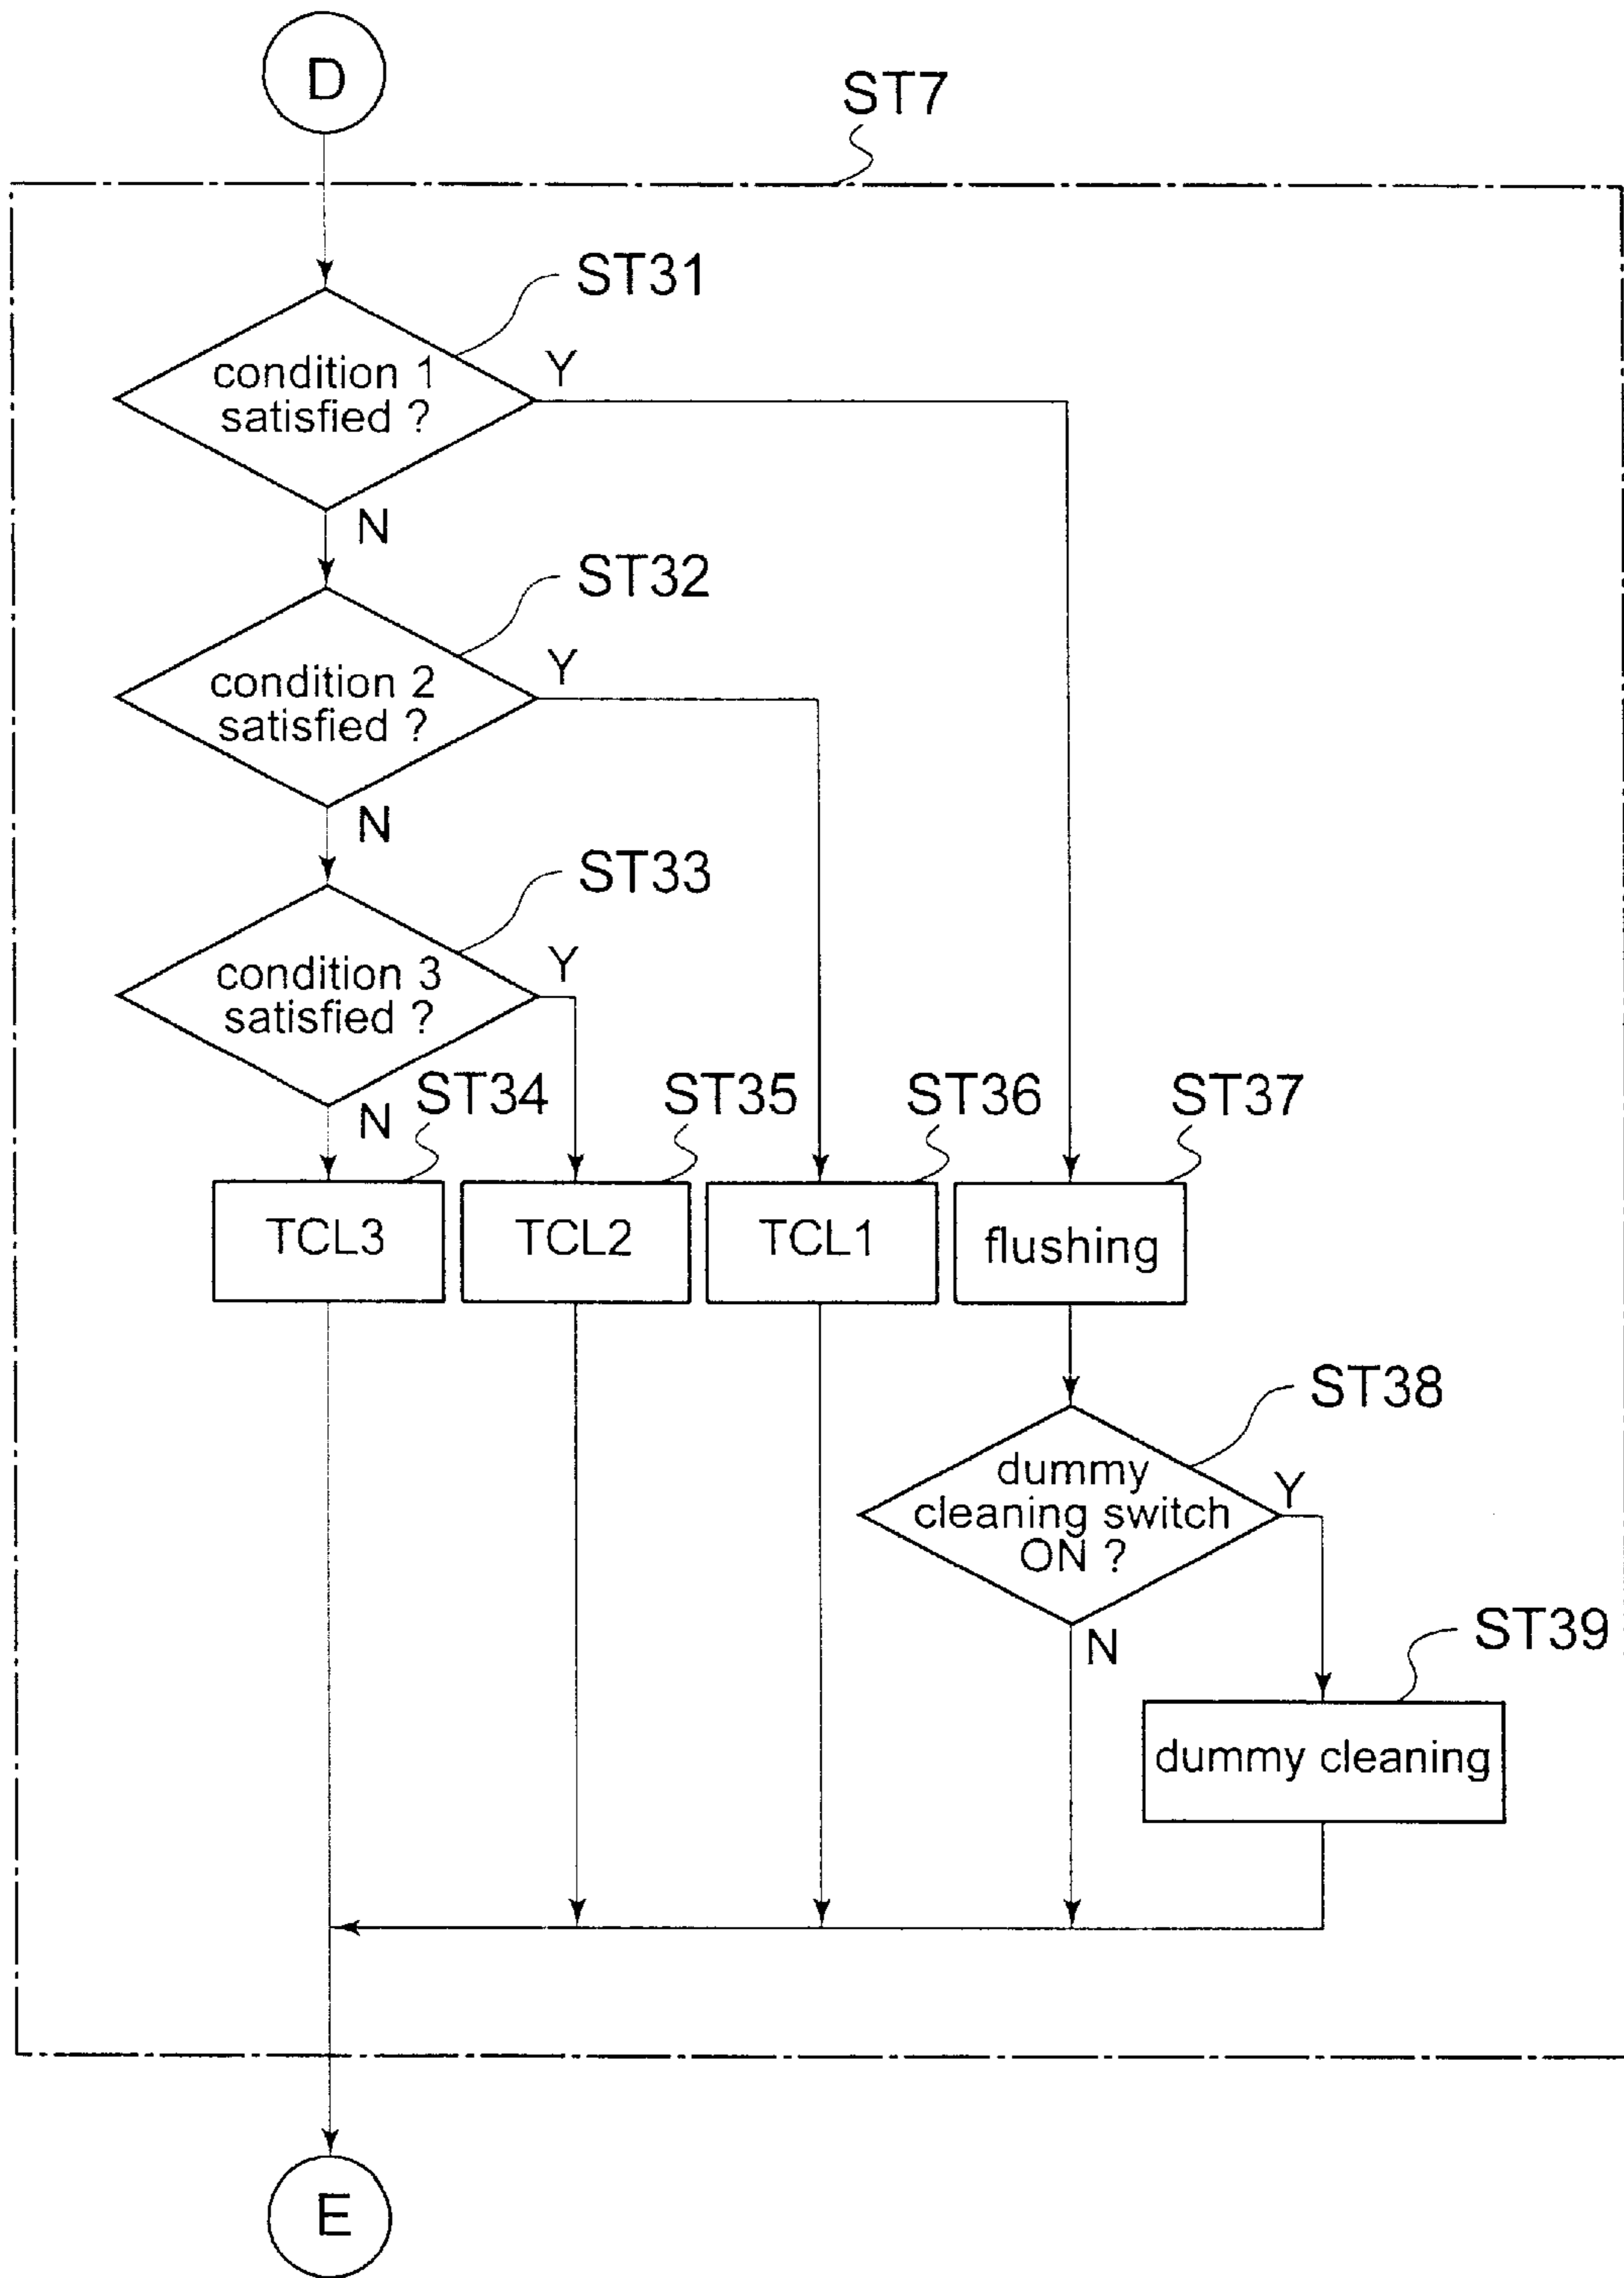 D
ST7
ST31
condition 1
satisfied ?
Y
N
ST32
condition 2
satisfied ?
Y
N
ST33
condition 3
satisfied ?
Y
N
ST34
ST35
ST36
ST37
TCL3
TCL2
TCL1
flushing
ST38
dummy
cleaning switch
ON ?
Y
N
ST39
dummy cleaning
E